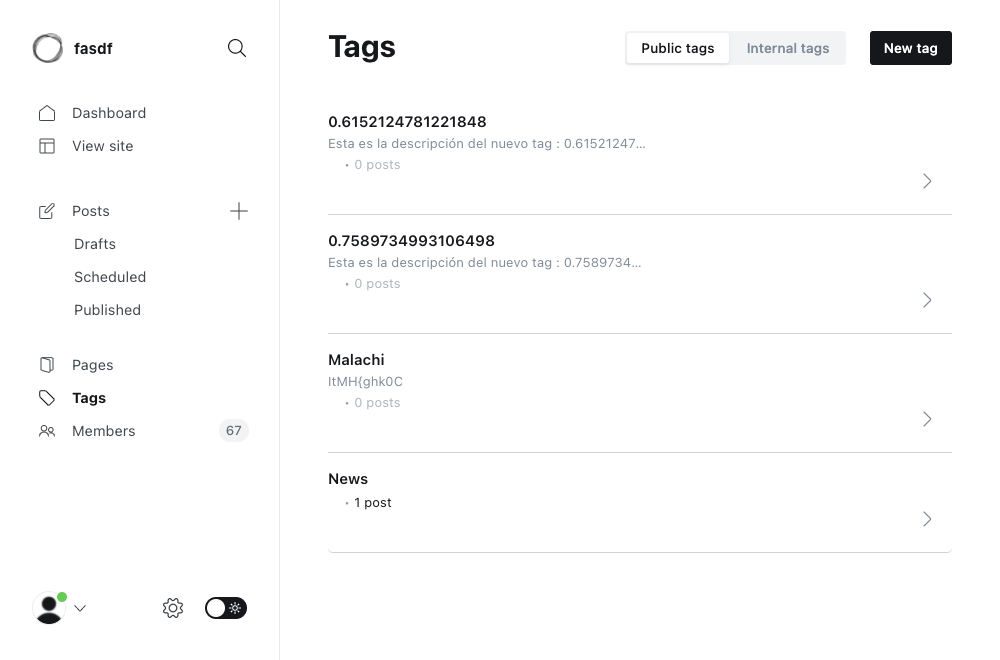 fasdf
Dashboard
View site
Posts
Drafts
Scheduled
Published
Pages
Tags
Members
67
Tags
Public tags
Internal tags
New tag
0.6152124781221848
Esta es la descripción del nuevo tag : 0.61521247...
• 0 posts
0.7589734993106498
Esta es la descripción del nuevo tag : 0.7589734...
• 0 posts
Malachi
ItMH{ghk0C
• 0 posts
News
• 1 post